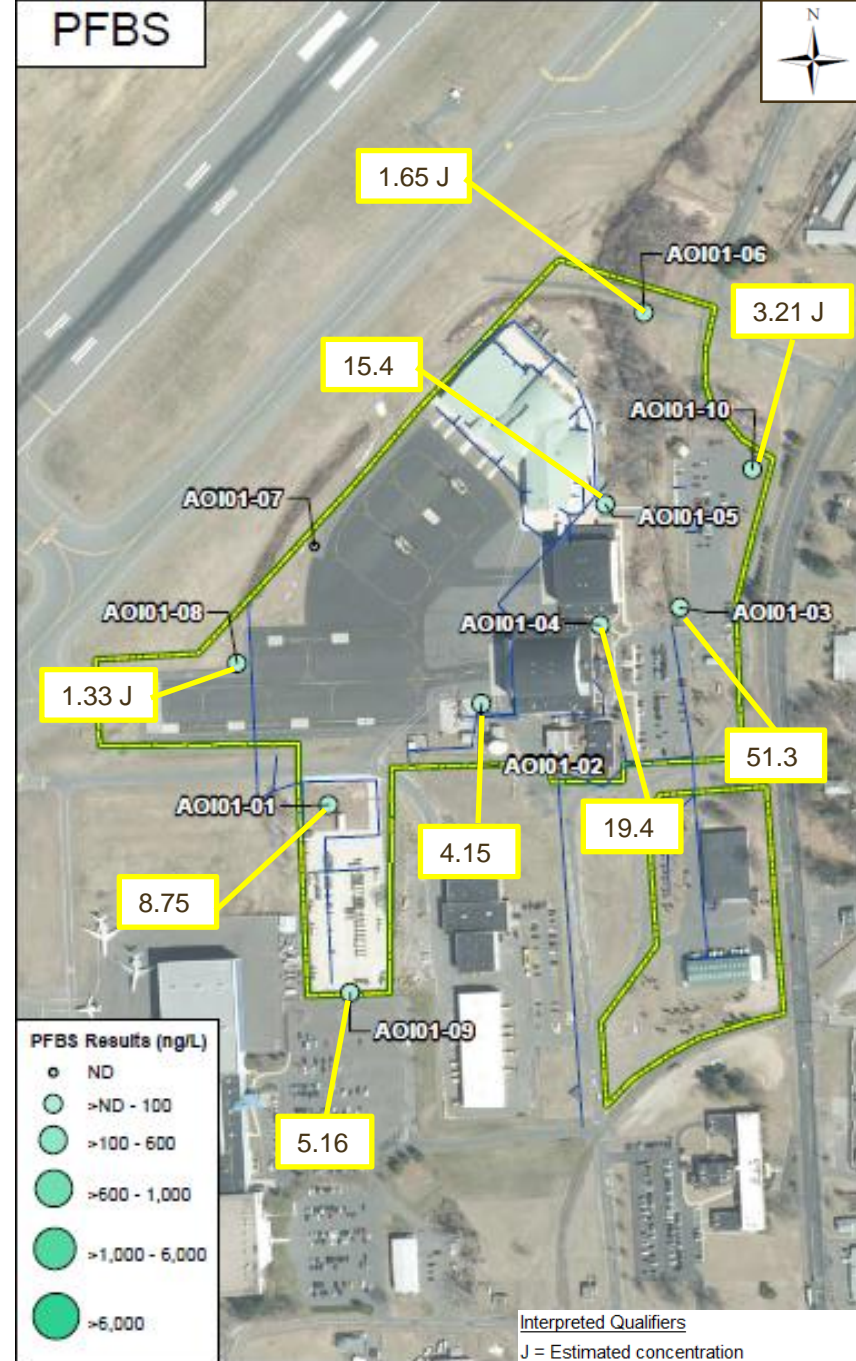 PFBS
N
1.65 J
AOI01-06
3.21 J
15.4
AOI01-10
AOI01-07
AOI01-05
AOI01-08
AOI01-04
AOI01-03
1.33 J
51.3
AOI01-02
AOI01-01
19.4
4.15
8.75
AOI01-09
5.16
PFBS Results (ng/L)
ND
>ND - 100
>100 - 600
>600 - 1,000
>1,000 - 6,000
>6,000
Interpreted Qualifiers
J = Estimated concentration